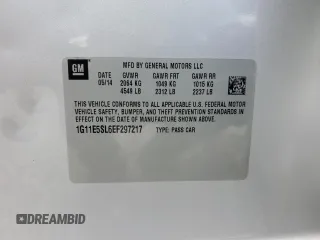 GM
MFD BY GENERAL MOTORS LLC
DATE GVWR GAWR FRT GAWR RR
05/14 2064 KG 1049 KG 1015 KG
4549 LB 2312 LB 2237 LB
THIS VEHICLE CONFORMS TO ALL APPLICABLE U.S. FEDERAL MOTOR
VEHICLE SAFETY, BUMPER, AND THEFT PREVENTION STANDARDS IN
EFFECT ON THE DATE OF MANUFACTURE SHOWN ABOVE.
1G11E5SL6EF297217 TYPE: PASS CAR
DREAMBID